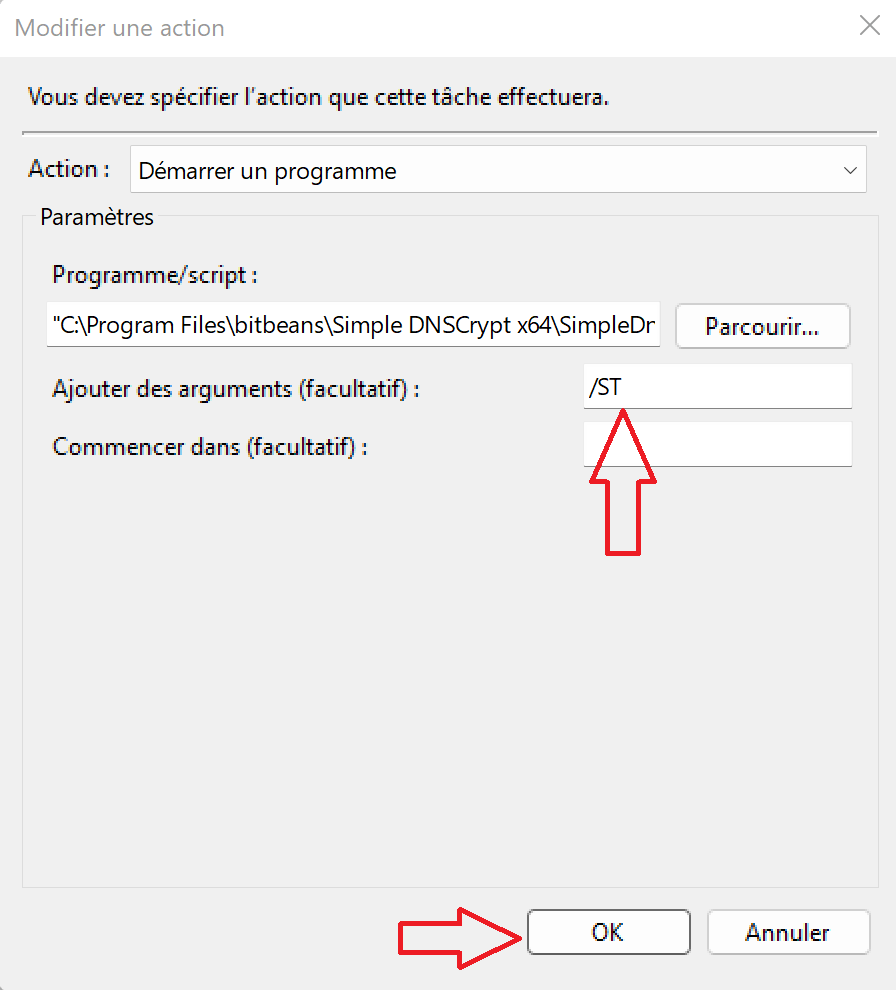 Modifier une action
Vous devez spécifier l'action que cette tâche effectuera.
Action : Démarrer un programme
Paramètres
Programme/script :
"C:\Program Files\bitbeans\Simple DNSCrypt x64\SimpleDr Parcourir...
Ajouter des arguments (facultatif) : /ST
Commencer dans (facultatif) :
OK Annuler